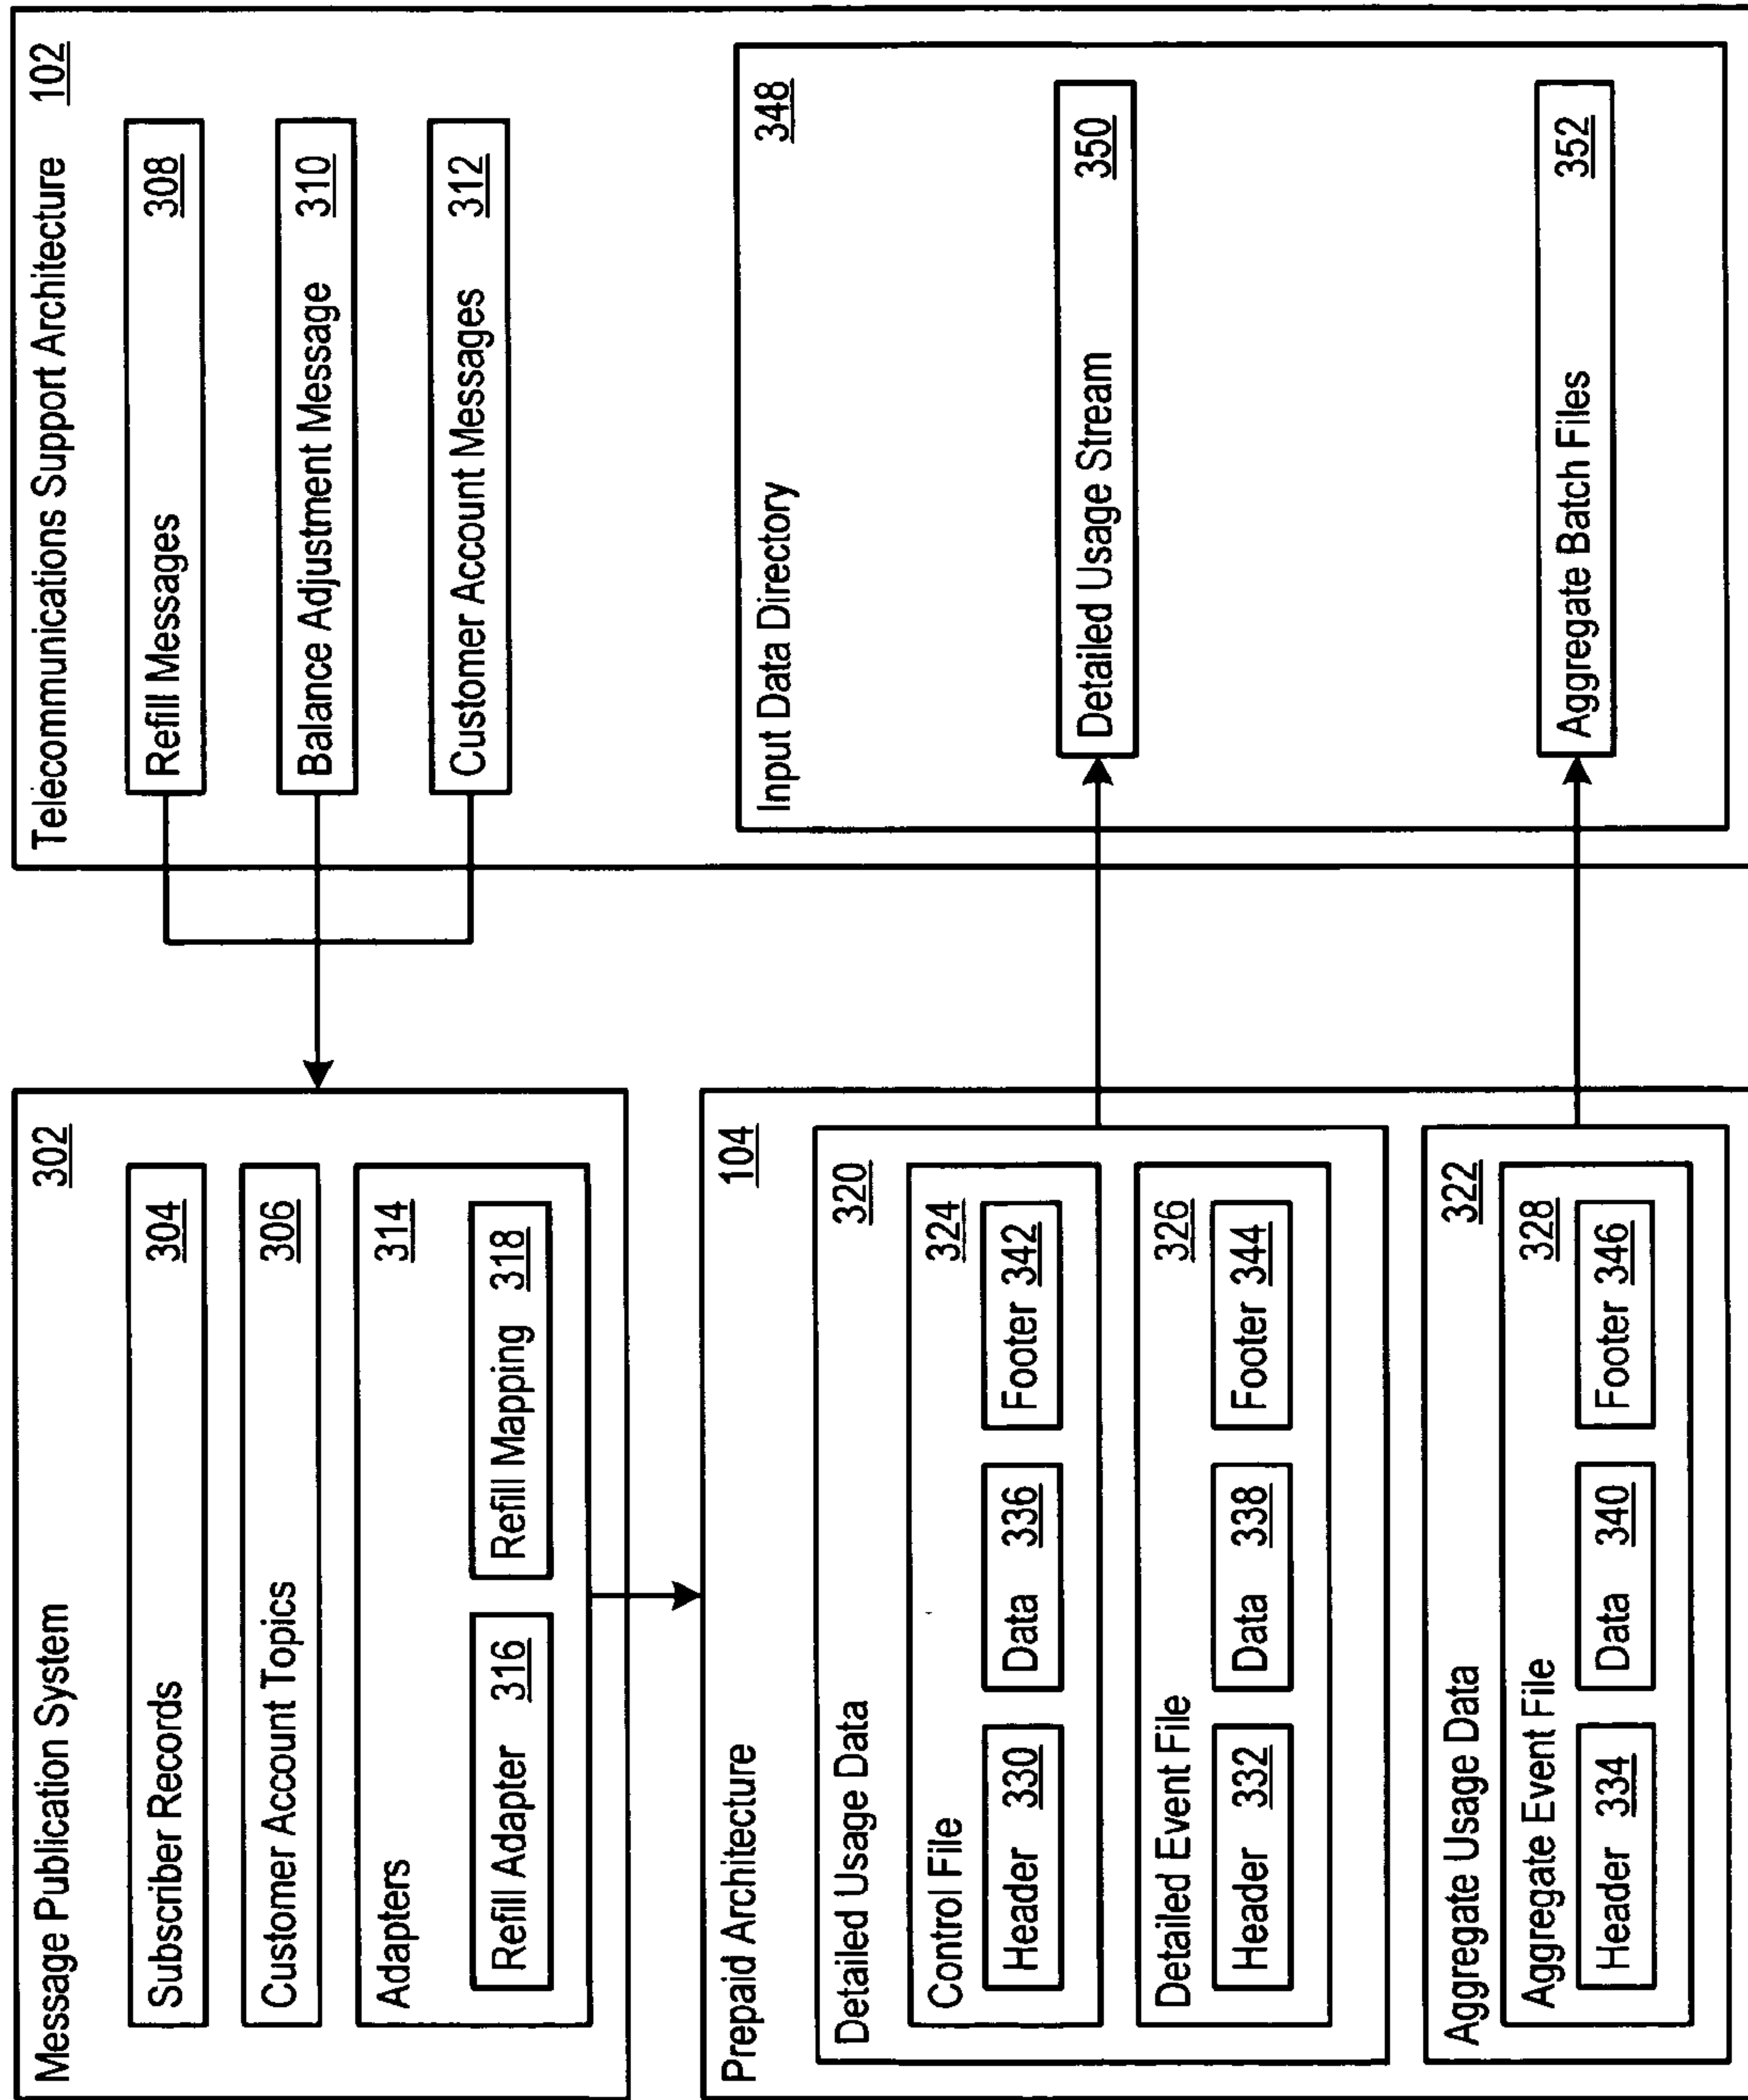 Message Publication System 302
Subscriber Records 304
Customer Account Topics 306
Adapters 314
Refill Adapter 316
Refill Mapping 318
Telecommunications Support Architecture 102
Refill Messages 308
Balance Adjustment Message 310
Customer Account Messages 312
Prepaid Architecture 104
Detailed Usage Data 320
Control File 324
Header 330
Data 336
Footer 342
Detailed Event File 326
Header 332
Data 338
Footer 344
Aggregate Usage Data 322
Aggregate Event File 328
Header 334
Data 340
Footer 346
Input Data Directory 348
Detailed Usage Stream 350
Aggregate Batch Files 352